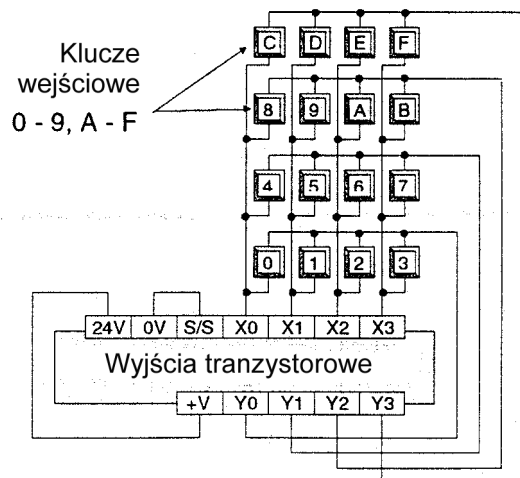 C D E F
Klucze
wejściowe
0 - 9, A - F
8 9 A B
4 5 6 7
0 1 2 3
24V 0V S/S X0 X1 X2 X3
Wyjścia tranzystorowe
+V Y0 Y1 Y2 Y3